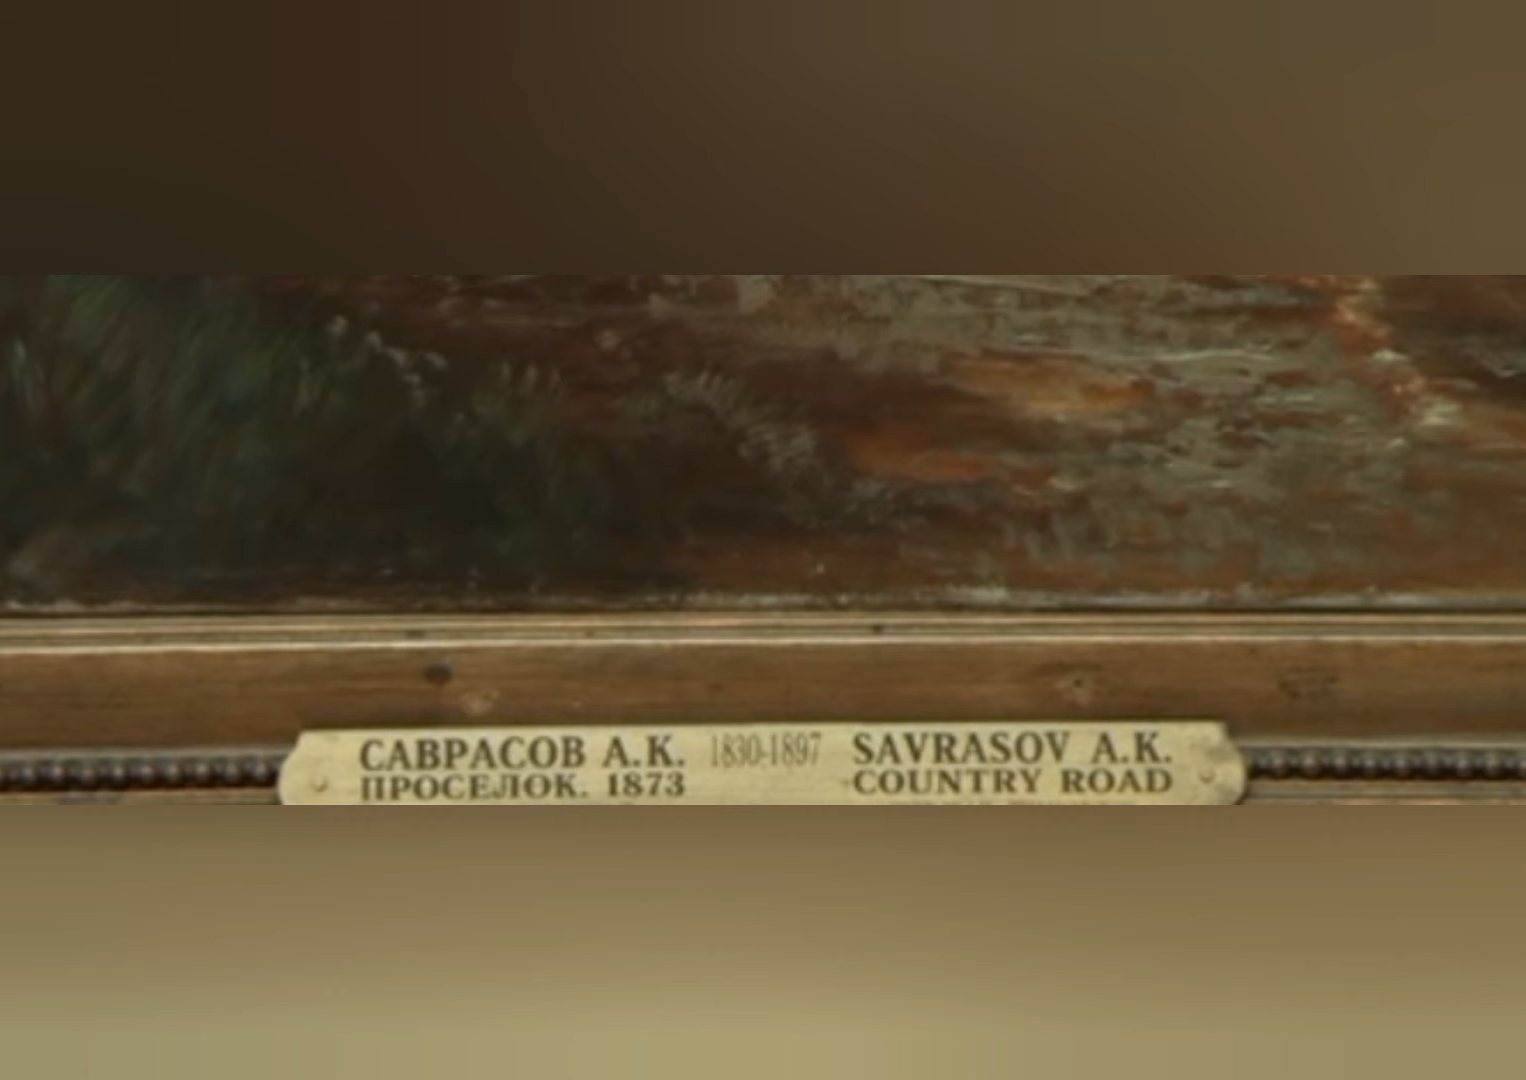 САВРАСОВ А.К. 1830-1897 SAVRASOV A.K.
ПРОСЕЛОК. 1873 COUNTRY ROAD